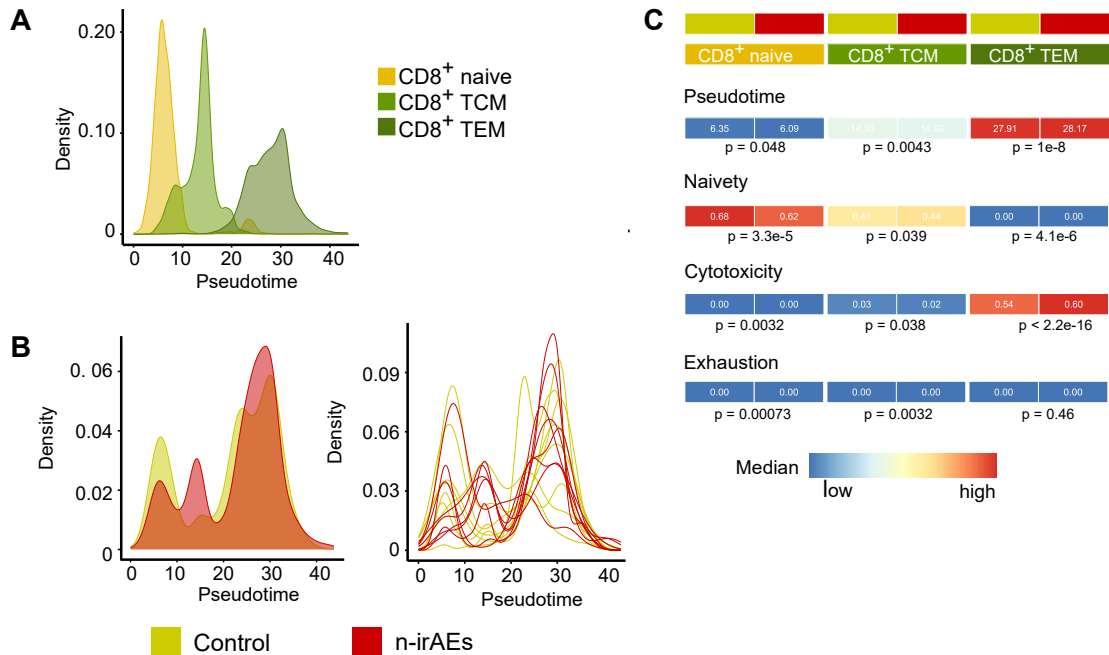 A
0.20
0.10
0
Density
0
10
20
30
40
Pseudotime
CD8+ naive
CD8+ TCM
CD8+ TEM
B
0.06
0.04
0.02
0
Density
0
10
20
30
40
Pseudotime
0.09
0.06
0.03
0
Density
0
10
20
30
40
Pseudotime
Control
n-irAEs
C
CD8+ naive CD8+ TCM CD8+ TEM
Pseudotime
6.35 6.09 27.91 28.17
p = 0.048 p = 0.0043 p = 1e-8
Naivety
0.68 0.62 0.41 0.44 0.00 0.00
p = 3.3e-5 p = 0.039 p = 4.1e-6
Cytotoxicity
0.00 0.00 0.03 0.02 0.54 0.60
p = 0.0032 p = 0.038 p < 2.2e-16
Exhaustion
0.00 0.00 0.00 0.00 0.00 0.00
p = 0.00073 p = 0.0032 p = 0.46
Median
low
high